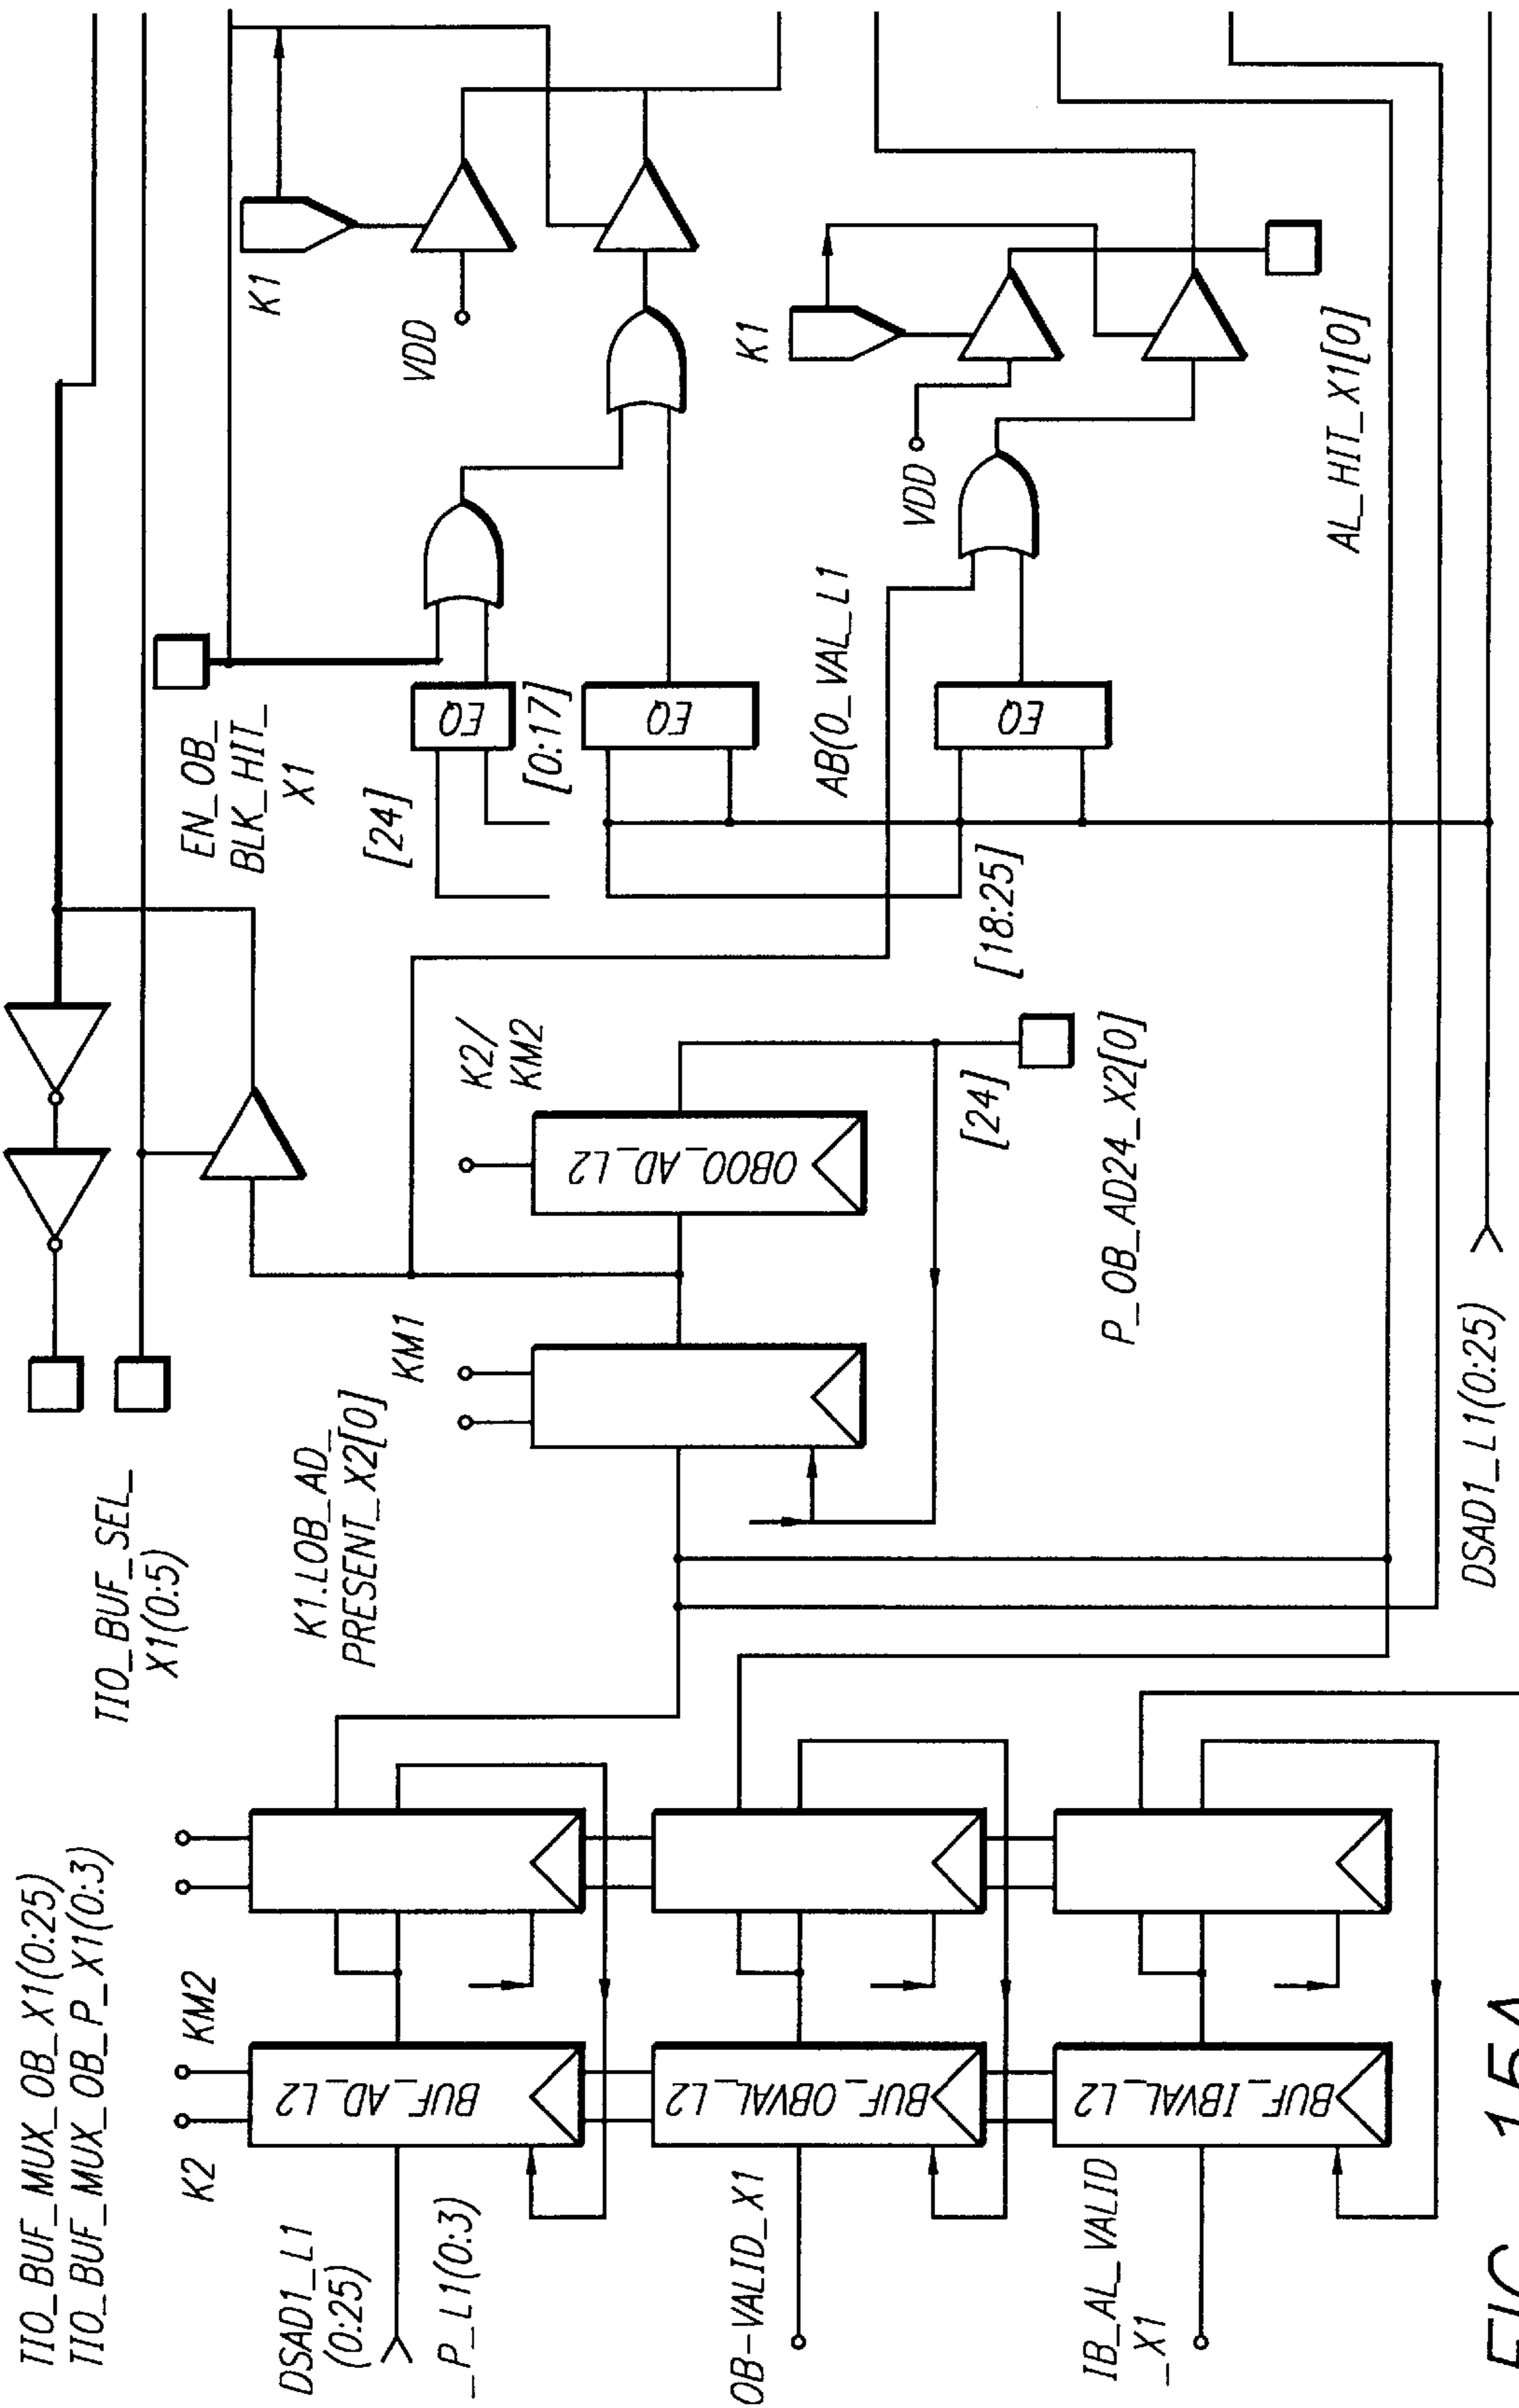 TIO_BUF_MUX_OB_X1(0:25)
TIO_BUF_MUX_OB_P_X1(0:3)
TIO_BUF_SEL_
X1(0:5)
K2
KM2
DSAD1_L1
(0:25)
_P_L1(0:3)
BUF_AD_L2
OB-VALID_X1
BUF_OBVAL_L2
IB_AL_VALID
_X1
BUF_IBVAL_L2
K1.LOB_AD_
PRESENT_X2[0]
KM1
K2/
KM2
OBOO_AD_L2
[24]
P_OB_AD24_X2[0]
EN_OB_
BLK_HIT_
X1
[24]
EQ
[0:17]
EQ
AB(0_VAL_L1
[18:25]
EQ
K1
VDD
K1
VDD
AL_HIT_X1[0]
DSAD1_L1(0:25)
FIG. 15A